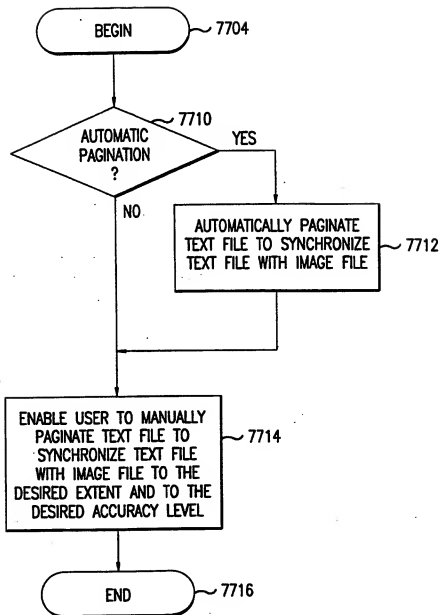 BEGIN
7704
7710
AUTOMATIC
PAGINATION
?
YES
NO
AUTOMATICALLY PAGINATE
TEXT FILE TO SYNCHRONIZE
TEXT FILE WITH IMAGE FILE
7712
ENABLE USER TO MANUALLY
PAGINATE TEXT FILE TO
SYNCHRONIZE TEXT FILE
WITH IMAGE FILE TO THE
DESIRED EXTENT AND TO THE
DESIRED ACCURACY LEVEL
7714
END
7716